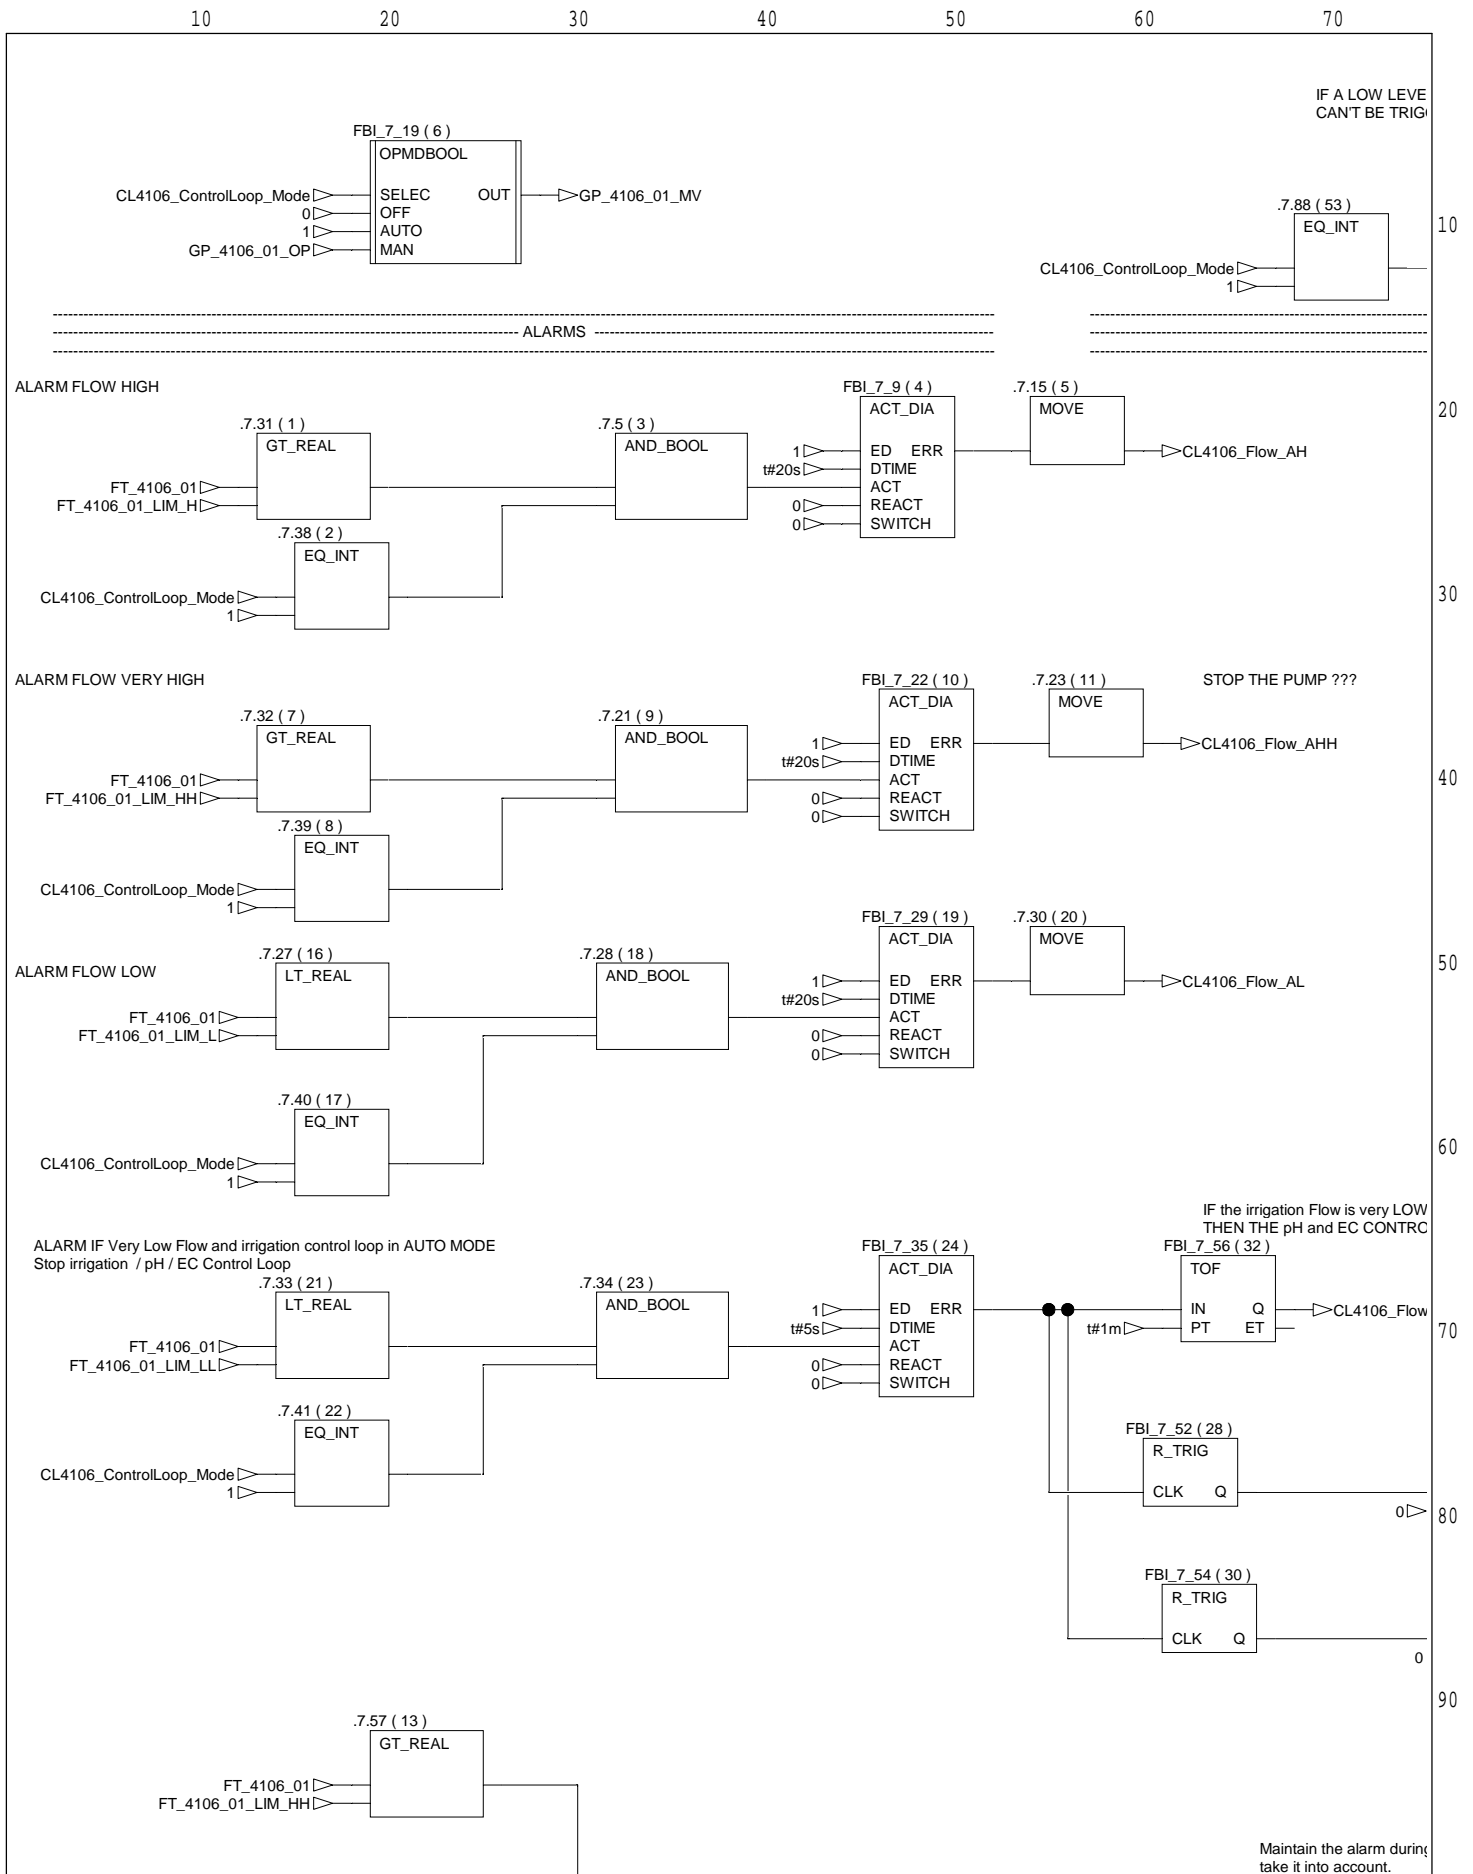 10 20 30 40 50 60 70
IF A LOW LEVE
CAN'T BE TRIG
FBI_7_19 ( 6 )
OPMDBOOL
CL4106_ControlLoop_Mode SELEC OUT GP_4106_01_MV
0 OFF
1 AUTO
GP_4106_01_OP MAN
.7.88 ( 53 )
EQ_INT
10
CL4106_ControlLoop_Mode
1
ALARMS
ALARM FLOW HIGH
FBI_7_9 ( 4 ) .7.15 ( 5 )
ACT_DIA MOVE
20
.7.31 ( 1 ) .7.5 ( 3 )
GT_REAL AND_BOOL
1 ED ERR CL4106_Flow_AH
t#20s DTIME
FT_4106_01 ACT
FT_4106_01_LIM_H 0 REACT
0 SWITCH
.7.38 ( 2 )
EQ_INT
CL4106_ControlLoop_Mode 30
1
ALARM FLOW VERY HIGH
FBI_7_22 ( 10 ) .7.23 ( 11 ) STOP THE PUMP ???
ACT_DIA MOVE
.7.32 ( 7 ) .7.21 ( 9 )
GT_REAL AND_BOOL
1 ED ERR CL4106_Flow_AHH
t#20s DTIME
FT_4106_01 ACT 40
FT_4106_01_LIM_HH 0 REACT
0 SWITCH
.7.39 ( 8 )
EQ_INT
CL4106_ControlLoop_Mode
1
FBI_7_29 ( 19 ) .7.30 ( 20 )
ACT_DIA MOVE
.7.27 ( 16 ) .7.28 ( 18 )
50
ALARM FLOW LOW LT_REAL AND_BOOL
1 ED ERR CL4106_Flow_AL
t#20s DTIME
FT_4106_01 ACT
FT_4106_01_LIM_L 0 REACT
0 SWITCH
.7.40 ( 17 )
EQ_INT
60
CL4106_ControlLoop_Mode
1
IF the irrigation Flow is very LOW
THEN THE pH and EC CONTRO
ALARM IF Very Low Flow and irrigation control loop in AUTO MODE
Stop irrigation / pH / EC Control Loop
FBI_7_35 ( 24 ) FBI_7_56 ( 32 )
ACT_DIA TOF
.7.33 ( 21 ) .7.34 ( 23 )
LT_REAL AND_BOOL
1 ED ERR IN Q CL4106_Flow
t#5s DTIME t#1m PT ET 70
FT_4106_01 ACT
FT_4106_01_LIM_LL 0 REACT
0 SWITCH
.7.41 ( 22 )
EQ_INT
FBI_7_52 ( 28 )
R_TRIG
CL4106_ControlLoop_Mode
1 CLK Q
0 80
FBI_7_54 ( 30 )
R_TRIG
CLK Q
0
90
.7.57 ( 13 )
GT_REAL
FT_4106_01
FT_4106_01_LIM_HH
Maintain the alarm during
take it into account.